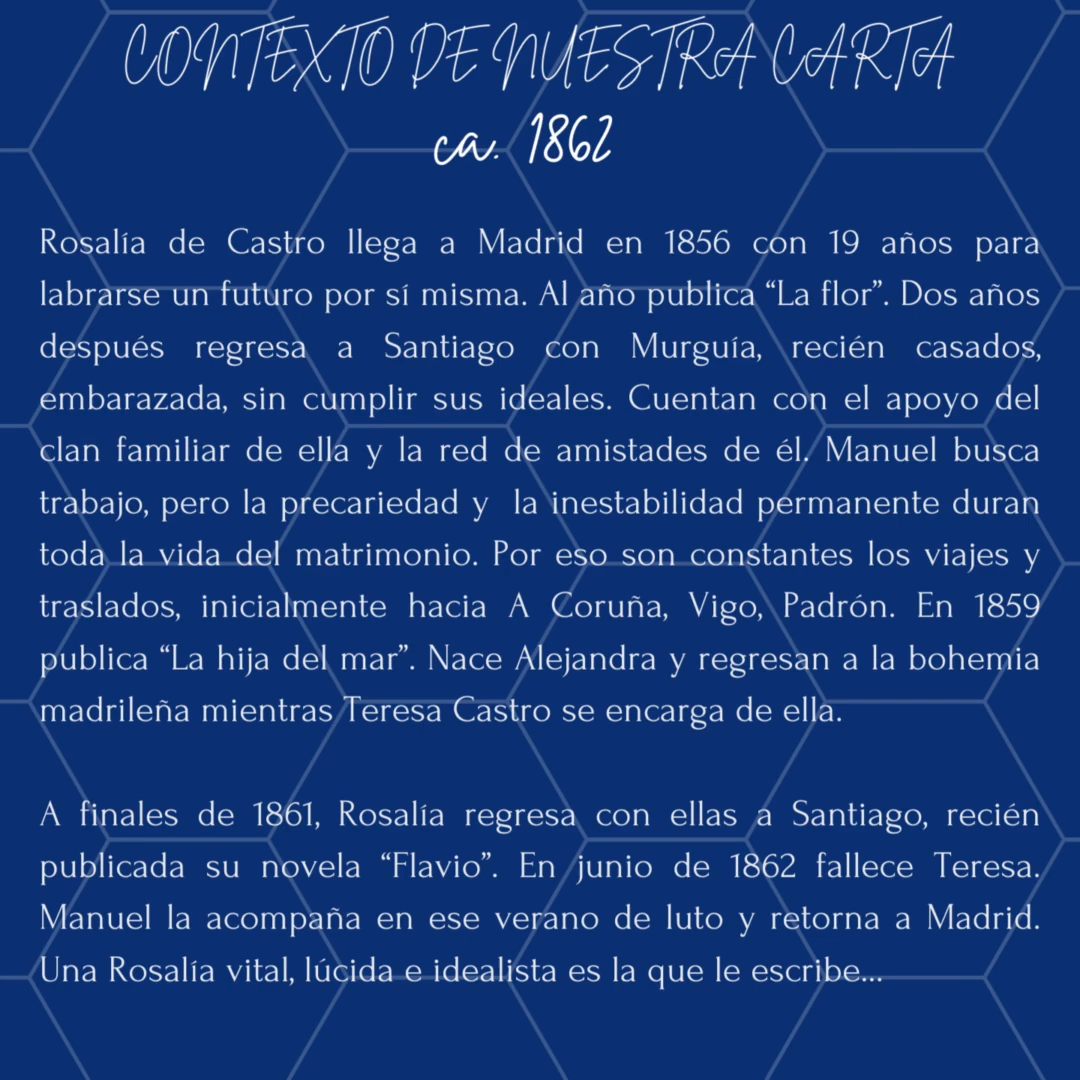 CONTEXTO DE NUESTRA CARTA
ca. 1862
Rosalía de Castro llega a Madrid en 1856 con 19 años para
labrarse un futuro por sí misma. Al año publica “La flor”. Dos años
después regresa a Santiago con Murguía, recién casados,
embarazada, sin cumplir sus ideales. Cuentan con el apoyo del
clan familiar de ella y la red de amistades de él. Manuel busca
trabajo, pero la precariedad y la inestabilidad permanente duran
toda la vida del matrimonio. Por eso son constantes los viajes y
traslados, inicialmente hacia A Coruña, Vigo, Padrón. En 1859
publica “La hija del mar”. Nace Alejandra y regresan a la bohemia
madrileña mientras Teresa Castro se encarga de ella.
A finales de 1861, Rosalía regresa con ellas a Santiago, recién
publicada su novela “Flavio”. En junio de 1862 fallece Teresa.
Manuel la acompaña en ese verano de luto y retorna a Madrid.
Una Rosalía vital, lúcida e idealista es la que le escribe...